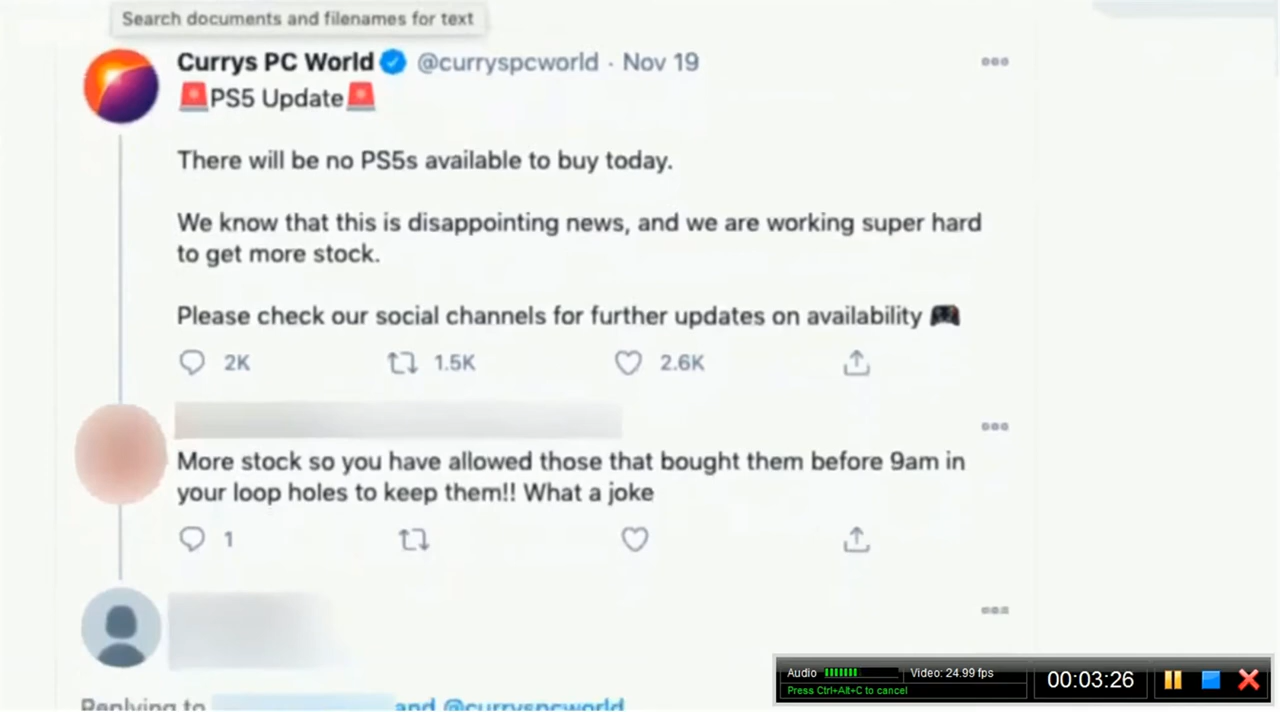 Search documents and filenames for text
Currys PC World @curryspcworld · Nov 19
🚨PS5 Update🚨
There will be no PS5s available to buy today.
We know that this is disappointing news, and we are working super hard
to get more stock.
Please check our social channels for further updates on availability 🎮
2K 1.5K 2.6K
More stock so you have allowed those that bought them before 9am in
your loop holes to keep them!! What a joke
1
Replying to and @curryspcworld
Audio Video: 24.99 fps
Press Ctrl+Alt+C to cancel
00:03:26